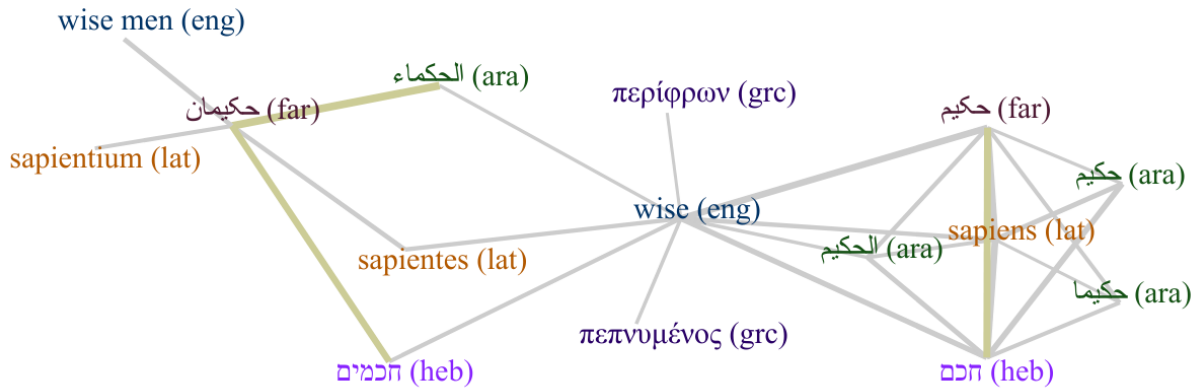 wise men (eng)
الحكماء (ara)
حكيمان (far)
περίφρων (grc)
حكيم (far)
sapientium (lat)
حكيم (ara)
wise (eng)
sapiens (lat)
الحكيم (ara)
sapientes (lat)
حكيما (ara)
πεπνυμένος (grc)
חכמים (heb)
חכם (heb)